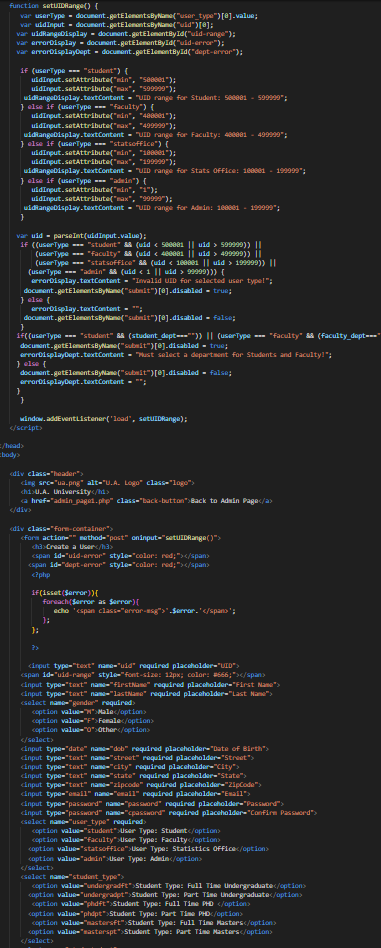 function setUIDRange() {
var userType = document.getElementsByName("user_type")[0].value;
var uidInput = document.getElementsByName("uid")[0];
var uidRangeDisplay = document.getElementById("uid-range");
var errorDisplay = document.getElementById("uid-error");
var errorDisplayDept = document.getElementById("dept-error");
if (userType === "student") {
uidInput.setAttribute("min", "500001");
uidInput.setAttribute("max", "599999");
uidRangeDisplay.textContent = "UID range for Student: 500001 - 599999";
} else if (userType === "faculty") {
uidInput.setAttribute("min", "400001");
uidInput.setAttribute("max", "499999");
uidRangeDisplay.textContent = "UID range for Faculty: 400001 - 499999";
} else if (userType === "statsoffice") {
uidInput.setAttribute("min", "100001");
uidInput.setAttribute("max", "199999");
uidRangeDisplay.textContent = "UID range for Stats Office: 100001 - 199999";
} else if (userType === "admin") {
uidInput.setAttribute("min", "1");
uidInput.setAttribute("max", "99999");
uidRangeDisplay.textContent = "UID range for Admin: 100001 - 199999";
}
var uid = parseInt(uidInput.value);
if ((userType === "student" && (uid < 500001 || uid > 599999)) ||
(userType === "faculty" && (uid < 400001 || uid > 499999)) ||
(userType === "statsoffice" && (uid < 100001 || uid > 199999)) ||
(userType === "admin" && (uid < 1 || uid > 99999))) {
errorDisplay.textContent = "Invalid UID for selected user type!";
document.getElementsByName("submit")[0].disabled = true;
} else {
errorDisplay.textContent = "";
document.getElementsByName("submit")[0].disabled = false;
}
if((userType === "student" && (student_dept==="")) || (userType === "faculty" && (faculty_dept==="
document.getElementsByName("submit")[0].disabled = true;
errorDisplayDept.textContent = "Must select a department for Students and Faculty!";
} else {
document.getElementsByName("submit")[0].disabled = false;
errorDisplayDept.textContent = "";
}
}
window.addEventListener('load', setUIDRange);
</script>
</head>
<body>
<div class="header">
<img src="ua.png" alt="U.A. Logo" class="logo">
<h1>U.A. University</h1>
<a href="admin_page1.php" class="back-button">Back to Admin Page</a>
</div>
<div class="form-container">
<form action="" method="post" oninput="setUIDRange()">
<h3>Create a User</h3>
<span id="uid-error" style="color: red;"></span>
<span id="dept-error" style="color: red;"></span>
<?php
if(isset($error)){
foreach($error as $error){
echo '<span class="error-msg">'.$error.'</span>';
};
};
?>
<input type="text" name="uid" required placeholder="UID">
<span id="uid-range" style="font-size: 12px; color: #666;"></span>
<input type="text" name="firstName" required placeholder="First Name">
<input type="text" name="lastName" required placeholder="Last Name">
<select name="gender" required>
<option value="M">Male</option>
<option value="F">Female</option>
<option value="O">Other</option>
</select>
<input type="date" name="dob" required placeholder="Date of Birth">
<input type="text" name="street" required placeholder="Street">
<input type="text" name="city" required placeholder="City">
<input type="text" name="state" required placeholder="State">
<input type="text" name="zipcode" required placeholder="ZipCode">
<input type="email" name="email" required placeholder="Email">
<input type="password" name="password" required placeholder="Password">
<input type="password" name="cpassword" required placeholder="Confirm Password">
<select name="user_type" required>
<option value="student">User Type: Student</option>
<option value="faculty">User Type: Faculty</option>
<option value="statsoffice">User Type: Statistics Office</option>
<option value="admin">User Type: Admin</option>
</select>
<select name="student_type">
<option value="undergradft">Student Type: Full Time Undergraduate</option>
<option value="undergradpt">Student Type: Part Time Undergraduate</option>
<option value="phdft">Student Type: Full Time PHD </option>
<option value="phdpt">Student Type: Part Time PHD</option>
<option value="mastersft">Student Type: Full Time Masters</option>
<option value="masterspt">Student Type: Part Time Masters </option>